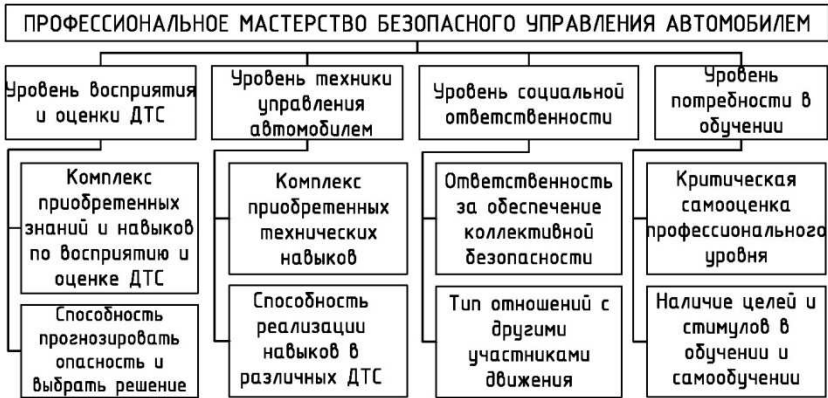 ПРОФЕССИОНАЛЬНОЕ МАСТЕРСТВО БЕЗОПАСНОГО УПРАВЛЕНИЯ АВТОМОБИЛЕМ
Уровень восприятия
и оценки ДТС
Уровень техники
управления
автомобилем
Уровень социальной
ответственности
Уровень
потребности в
обучении
Комплекс
приобретенных
знаний и навыков
по восприятию и
оценке ДТС
Комплекс
приобретенных
технических
навыков
Ответственность
за обеспечение
коллективной
безопасности
Критическая
самооценка
профессионального
уровня
Способность
прогнозировать
опасность и
выбрать решение
Способность
реализации
навыков в
различных ДТС
Тип отношений с
другими
участниками
движения
Наличие целей и
стимулов в
обучении и
самообучении